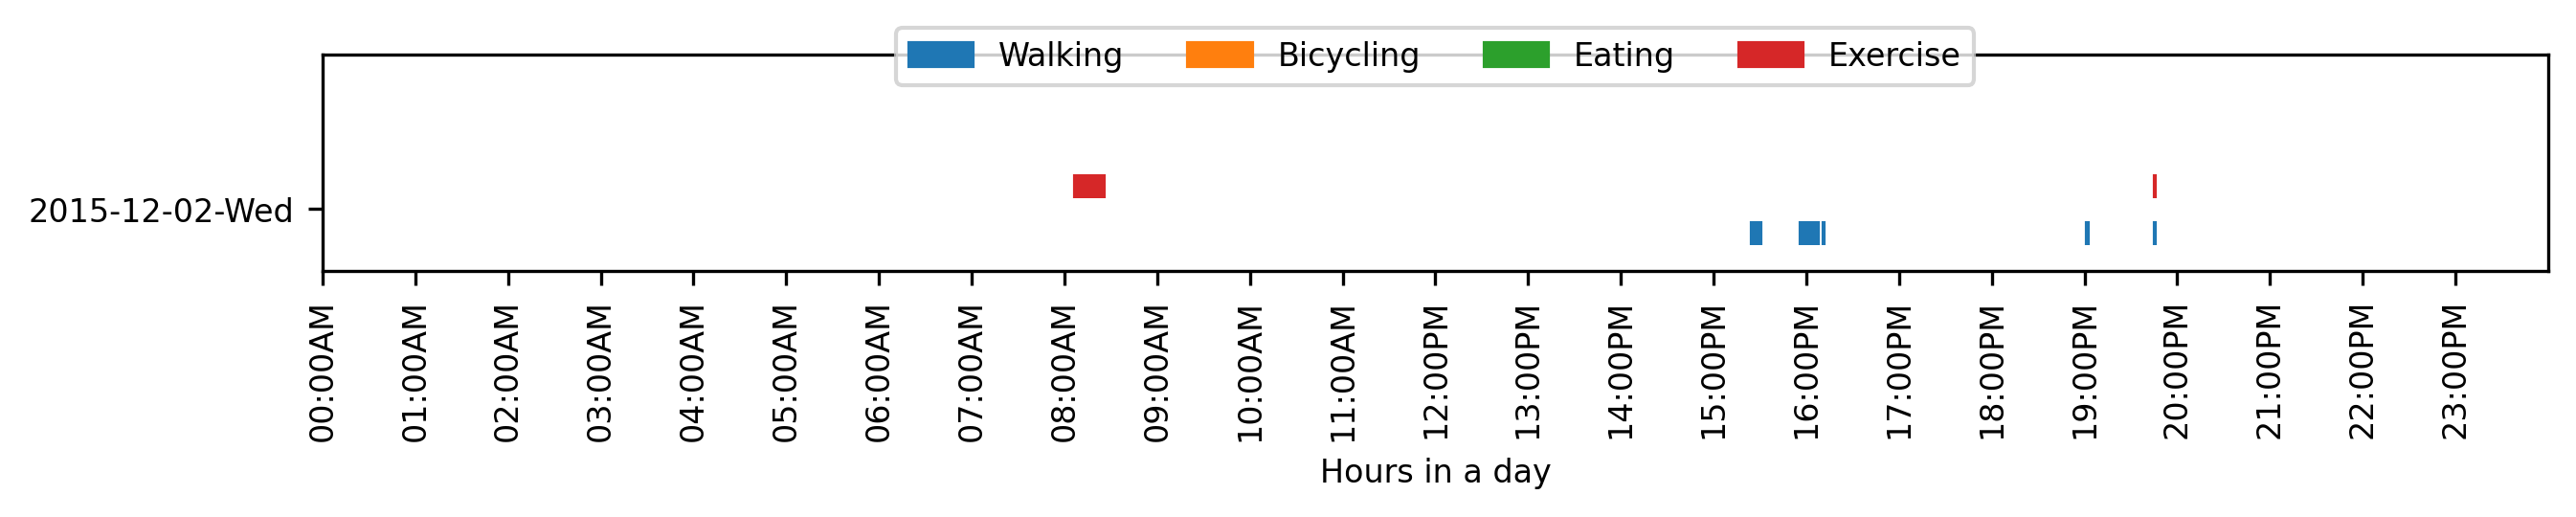 Walking Bicycling Eating Exercise
2015-12-02-Wed
00:00AM 01:00AM 02:00AM 03:00AM 04:00AM 05:00AM 06:00AM 07:00AM 08:00AM 09:00AM 10:00AM 11:00AM 12:00PM 13:00PM 14:00PM 15:00PM 16:00PM 17:00PM 18:00PM 19:00PM 20:00PM 21:00PM 22:00PM 23:00PM
Hours in a day